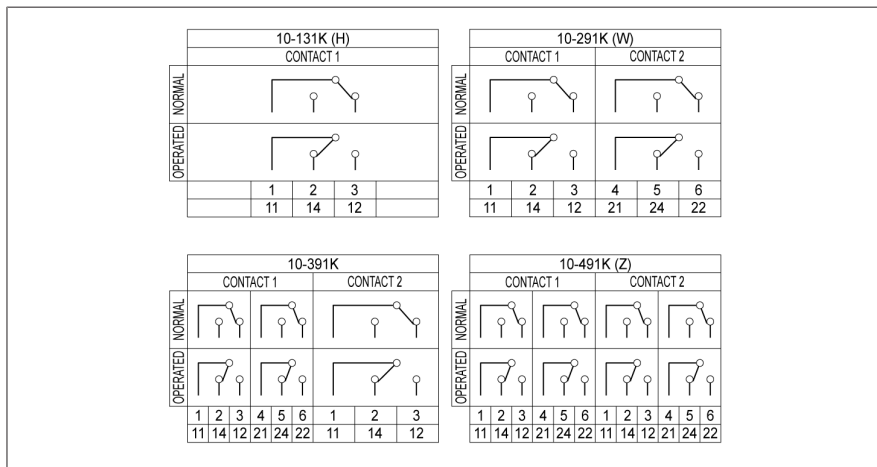 10-131K (H)
CONTACT 1
NORMAL
OPERATED
1 2 3
11 14 12
10-291K (W)
CONTACT 1 CONTACT 2
NORMAL
OPERATED
1 2 3 4 5 6
11 14 12 21 24 22
10-391K
CONTACT 1 CONTACT 2
NORMAL
OPERATED
1 2 3 4 5 6 1 2 3
11 14 12 21 24 22 11 14 12
10-491K (Z)
CONTACT 1 CONTACT 2
NORMAL
OPERATED
1 2 3 4 5 6 1 2 3 4 5 6
11 14 12 21 24 22 11 14 12 21 24 22